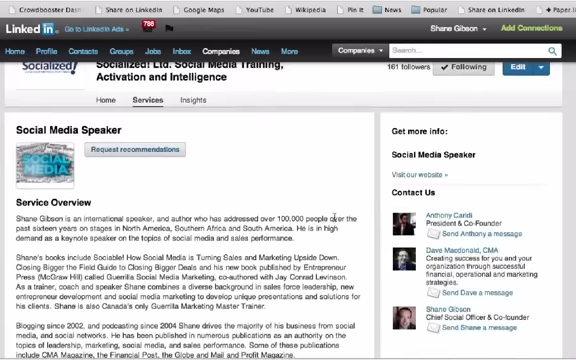 Crowdbooster Dash
Share on LinkedIn
Google Maps
YouTube
Wikipedia
Pin It
News
Popular
Share on LinkedIn
Paper.li
Linked in
Go to LinkedIn Ads »
Shane Gibson
Add Connections
Home Profile Contacts Groups Jobs Inbox Companies News More
Companies
Search...
Socialized!
Socialized! Ltd. Social Media Training,
Activation and Intelligence
161 followers
Following
Edit
Home Services Insights
Social Media Speaker
SOCIAL
MEDIA
Request recommendations
Service Overview
Shane Gibson is an international speaker, and author who has addressed over 100,000 people over the
past sixteen years on stages in North America, Southern Africa and South America. He is in high
demand as a keynote speaker on the topics of social media and sales performance.
Shane's books include Sociable! How Social Media is Turning Sales and Marketing Upside Down,
Closing Bigger the Field Guide to Closing Bigger Deals and his new book published by Entrepreneur
Press (McGraw Hill) called Guerrilla Social Media Marketing, co-authored with Jay Conrad Levinson.
As a trainer, coach and speaker Shane combines a diverse background in sales force leadership, new
entrepreneur development and social media marketing to develop unique presentations and solutions for
his clients. Shane is also Canada's only Guerrilla Marketing Master Trainer.
Blogging since 2002, and podcasting since 2004 Shane drives the majority of his business from social
media, and social networks. He has been published in numerous publications as an authority on the
topics of leadership, marketing, social media, and sales performance. Some of these publications
include CMA Magazine, the Financial Post, the Globe and Mail and Profit Magazine.
Get more info:
Social Media Speaker
Visit our website »
Contact Us
Anthony Caridi
President & Co-Founder
Send Anthony a message
Dave Macdonald, CMA
Creating success for you and your
organization through successful
financial, operational and marketing
strategies.
Send Dave a message
Shane Gibson
Chief Social Officer & Co-founder
Send Shane a message